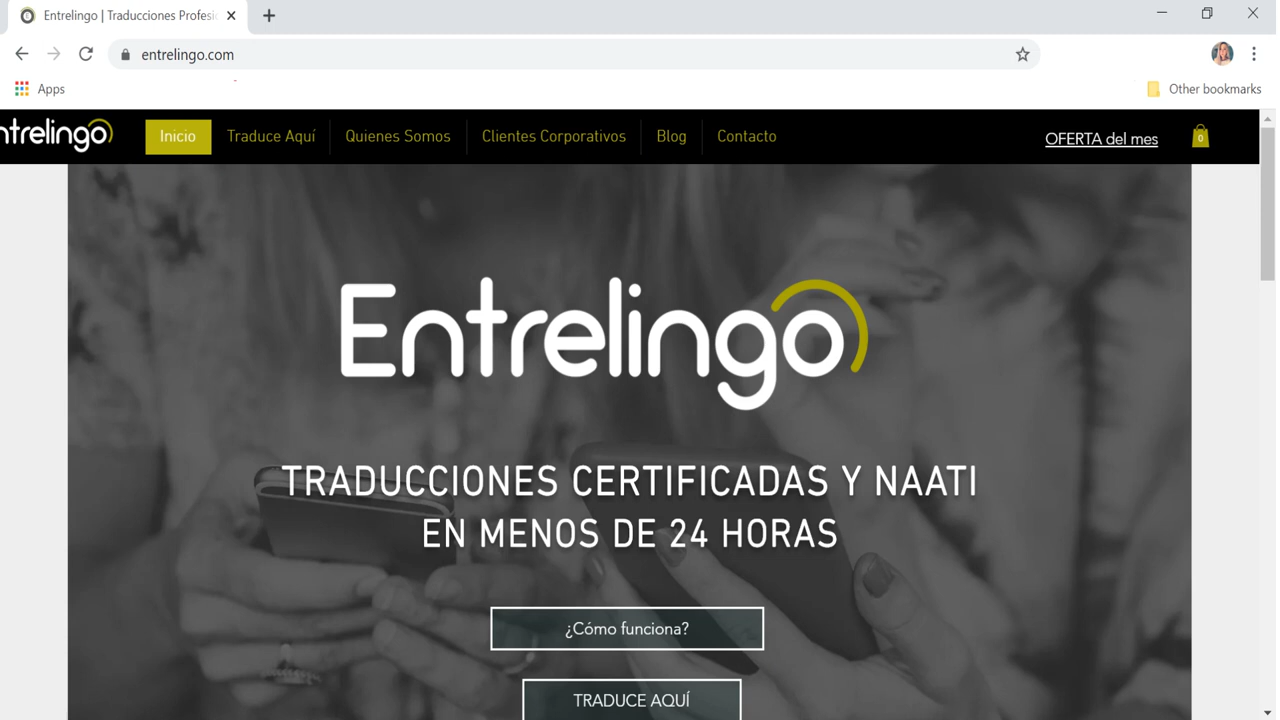 Entrelingo | Traducciones Profesi
entrelingo.com
Apps
Other bookmarks
ntrelingo
Inicio
Traduce Aquí
Quienes Somos
Clientes Corporativos
Blog
Contacto
OFERTA del mes
0
Entrelingo
TRADUCCIONES CERTIFICADAS Y NAATI
EN MENOS DE 24 HORAS
¿Cómo funciona?
TRADUCE AQUÍ